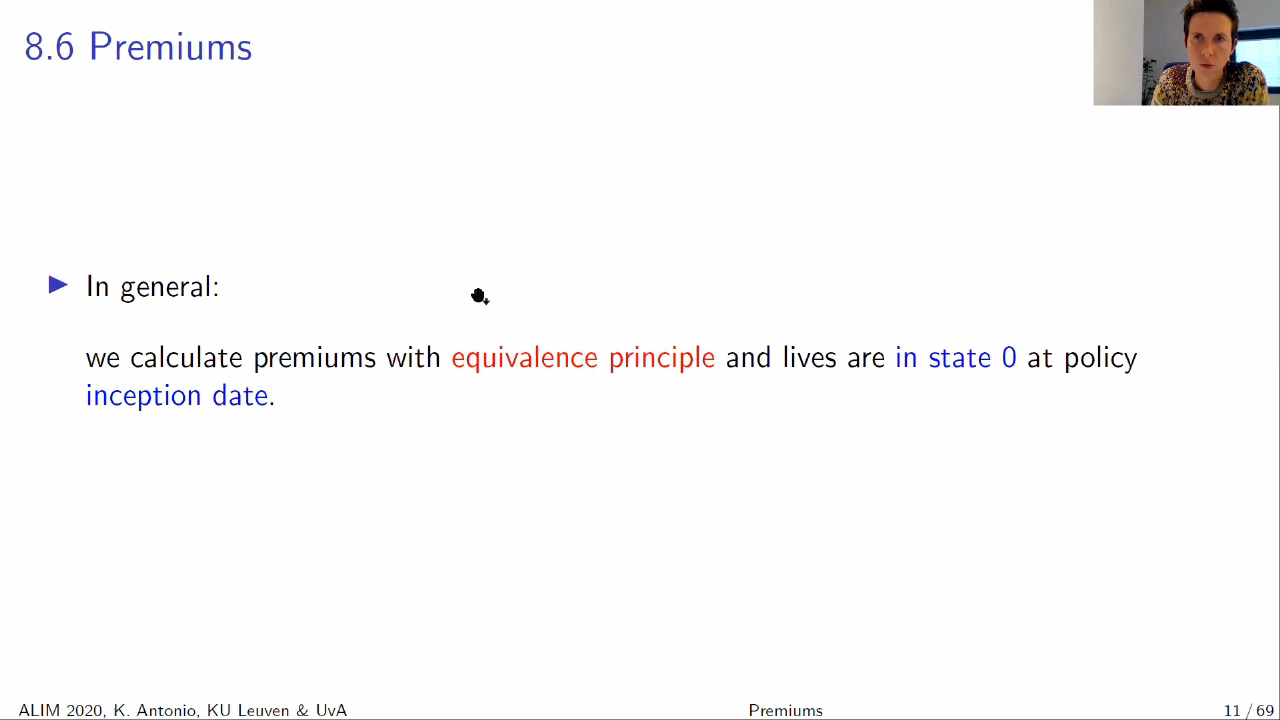 8.6 Premiums
In general:
we calculate premiums with equivalence principle and lives are in state 0 at policy
inception date.
ALIM 2020, K. Antonio, KU Leuven & UvA
Premiums
11 / 69